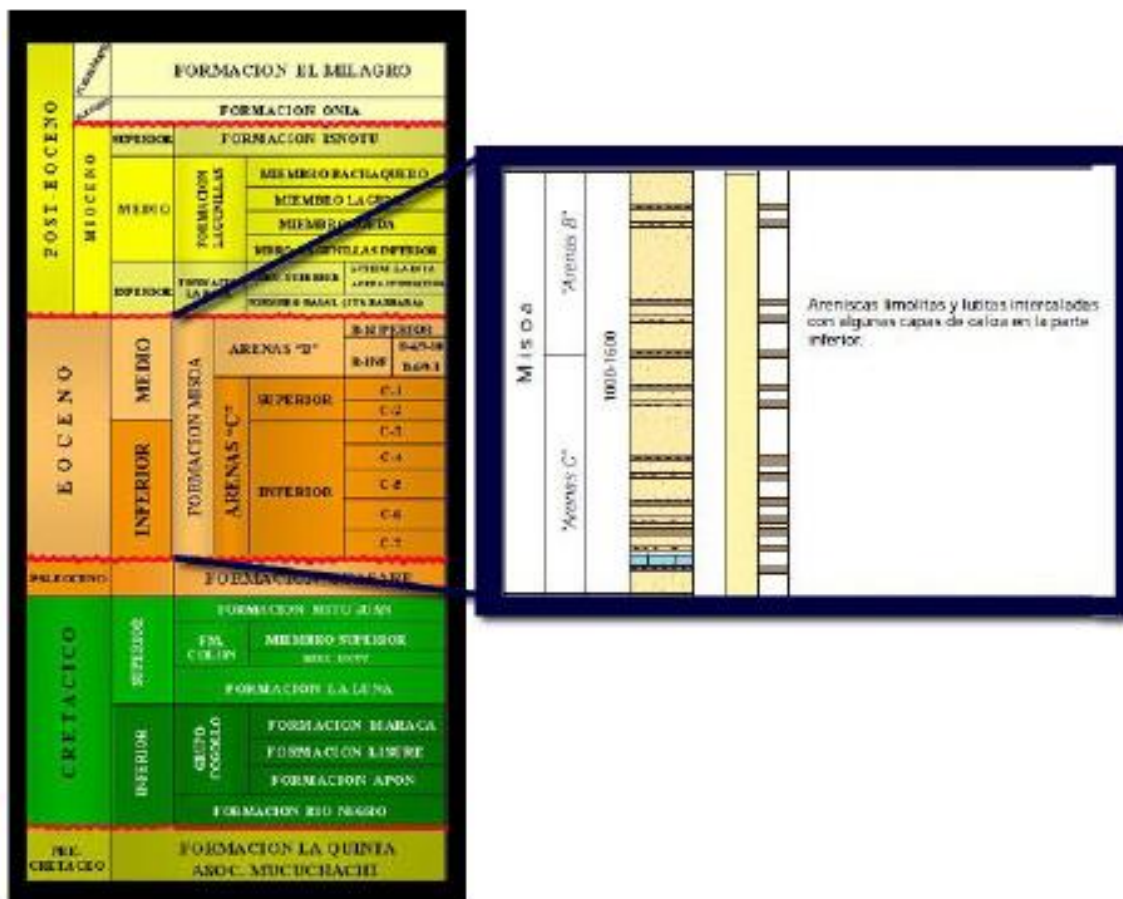 FORMACION EL MILAGRO
FORMACION ONIA
POST EOCENO
MIOCENO
SUPERIOR
FORMACION ISNOTU
MEDIO
FORMACION LAGUNILLAS
MIEMBRO BACHAQUERO
MIEMBRO LAGUNA
INFERIOR
EOCENO
MEDIO
INFERIOR
FORMACION MISOA
ARENAS "B"
B-SUPERIOR
B-INF
ARENAS "C"
SUPERIOR
C-1
C-2
INFERIOR
C-3
C-4
C-5
C-6
C-7
PALEOCENO
FORMACION
CRETACICO
SUPERIOR
FORMACION MITO JUAN
FM. COLON
MIEMBRO SUPERIOR
FORMACION LA LUNA
INFERIOR
GRUPO COGOLLO
FORMACION MARACA
FORMACION LISURE
FORMACION APON
FORMACION RIO NEGRO
PRE.
CRETACEO
FORMACION LA QUINTA
ASOC. MUCUCHACHI
Misoa
"Arenas B"
"Arenas C"
1000-1600
Areniscas limolitas y lutitas intercaladas
con algunas capas de caliza en la parte
inferior.